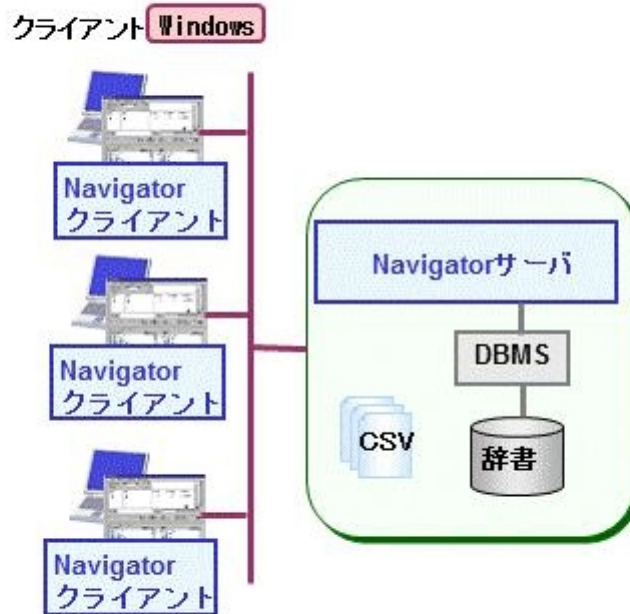 クライアント Windows
Navigator
クライアント
Navigatorサーバ
Navigator
クライアント
DBMS
CSV
辞書
Navigator
クライアント